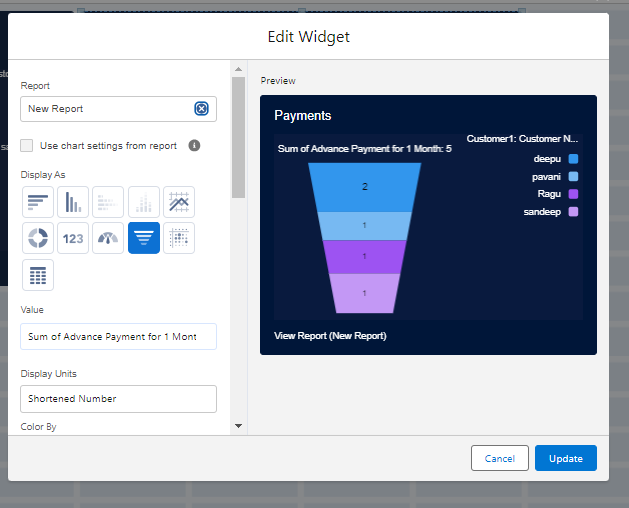 Edit Widget
Report
New Report
Use chart settings from report
Display As
123
Value
Sum of Advance Payment for 1 Mont
Display Units
Shortened Number
Color By
Preview
Payments
Customer1: Customer N...
Sum of Advance Payment for 1 Month: 5
deepu
pavani
Ragu
sandeep
2
1
1
1
View Report (New Report)
Cancel
Update